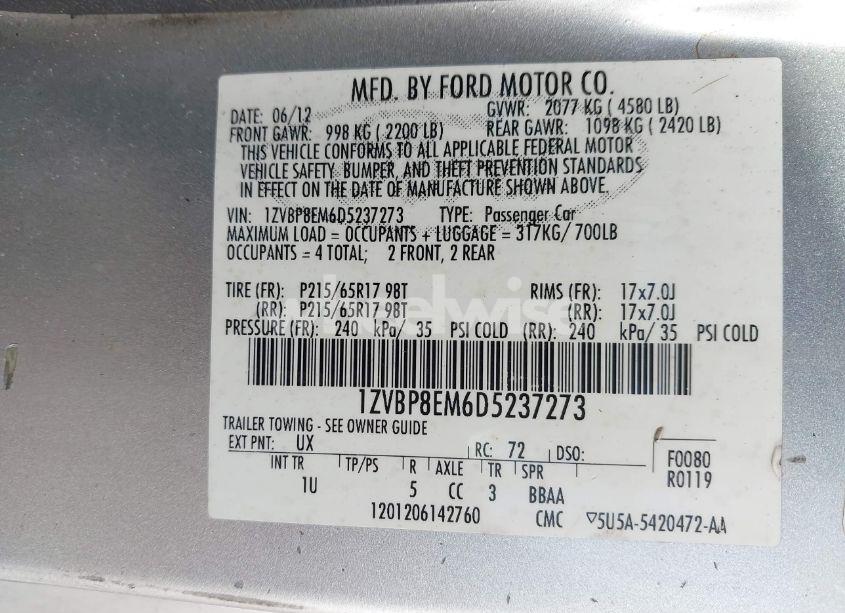 MFD. BY FORD MOTOR CO.
DATE: 06/12 GVWR: 2077 KG ( 4580 LB)
FRONT GAWR: 998 KG ( 2200 LB) REAR GAWR: 1098 KG ( 2420 LB)
THIS VEHICLE CONFORMS TO ALL APPLICABLE FEDERAL MOTOR
VEHICLE SAFETY, BUMPER, AND THEFT PREVENTION STANDARDS
IN EFFECT ON THE DATE OF MANUFACTURE SHOWN ABOVE.
VIN: 1ZVBP8EM6D5237273 TYPE: Passenger Car
MAXIMUM LOAD = OCCUPANTS + LUGGAGE = 317KG/ 700LB
OCCUPANTS = 4 TOTAL; 2 FRONT, 2 REAR
TIRE (FR): P215/65R17 98T RIMS (FR): 17x7.0J
(RR): P215/65R17 98T (RR): 17x7.0J
PRESSURE (FR): 240 kPa/ 35 PSI COLD (RR): 240 kPa/ 35 PSI COLD
1ZVBP8EM6D5237273
TRAILER TOWING - SEE OWNER GUIDE
EXT PNT: UX RC: 72 DSO: F0080
INT TR TP/PS R AXLE TR SPR R0119
1U 5 CC 3 BBAA
1201206142760 CMC ▽5U5A-5420472-AA